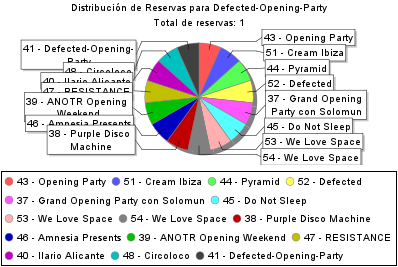 Distribución de Reservas para Defected-Opening-Party
Total de reservas: 1
43 - Opening Party
51 - Cream Ibiza
44 - Pyramid
52 - Defected
37 - Grand Opening
Party con Solomun
45 - Do Not Sleep
53 - We Love Space
54 - We Love Space
41 - Defected-Opening-
Party
48 - Circoloco
40 - Ilario Alicante
47 - RESISTANCE
39 - ANOTR Opening
Weekend
46 - Amnesia Presents
38 - Purple Disco
Machine
43 - Opening Party 51 - Cream Ibiza 44 - Pyramid 52 - Defected
37 - Grand Opening Party con Solomun 45 - Do Not Sleep
53 - We Love Space 54 - We Love Space 38 - Purple Disco Machine
46 - Amnesia Presents 39 - ANOTR Opening Weekend 47 - RESISTANCE
40 - Ilario Alicante 48 - Circoloco 41 - Defected-Opening-Party